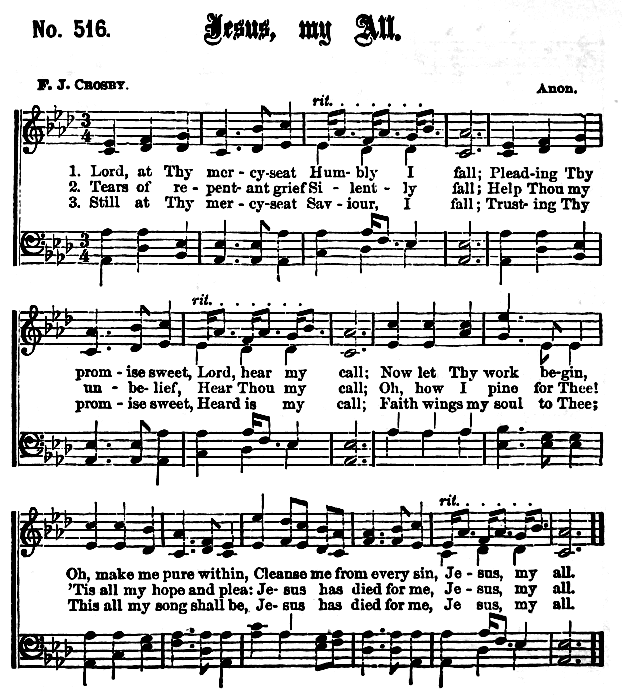 No. 516. Jesus, my All.
F. J. CROSBY. Anon.
rit. . . . . . .
1. Lord, at Thy mer - cy-seat Hum - bly I fall; Plead-ing Thy
2. Tears of re - pent-ant grief Si - lent - ly fall; Help Thou my
3. Still at Thy mer - cy-seat Sav - iour, I fall; Trust- ing Thy
rit. . . . . . .
prom - ise sweet, Lord, hear my call; Now let Thy work be-gin,
un - be - lief, Hear Thou my call; Oh, how I pine for Thee!
prom - ise sweet, Heard is my call; Faith wings my soul to Thee;
rit. . . . . . .
Oh, make me pure within, Cleanse me from every sin, Je - sus, my all.
'Tis all my hope and plea: Je- sus has died for me, Je - sus, my all.
This all my song shall be, Je- sus has died for me, Je - sus, my all.